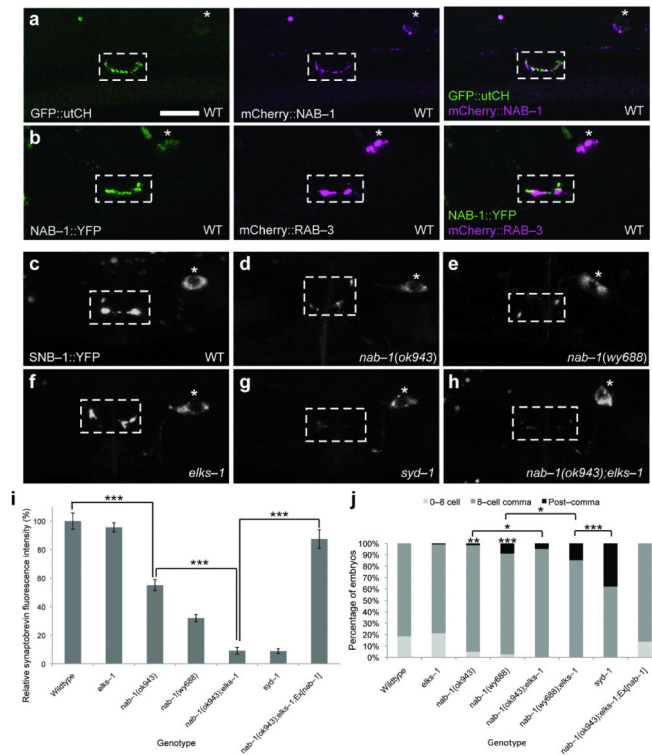 a
*
*
*
GFP::utCH
WT
mCherry::NAB–1
WT
GFP::utCH
mCherry::NAB–1
WT
b
*
*
*
NAB–1::YFP
WT
mCherry::RAB–3
WT
NAB–1::YFP
mCherry::RAB–3
WT
c
*
d
*
e
*
SNB–1::YFP
WT
nab–1(ok943)
nab–1(wy688)
f
*
g
*
h
*
elks–1
syd–1
nab–1(ok943);elks–1
i
Relative synaptobrevin fluorescence intensity (%)
100
80
60
40
20
0
***
***
***
Wildtype
elks–1
nab–1(ok943)
nab–1(wy688)
nab–1(ok943);elks–1
syd–1
nab–1(ok943);elks–1;Ex[nab–1]
Genotype
j
0–8 cell
8–cell comma
Post–comma
Percentage of embryos
100%
90%
80%
70%
60%
50%
40%
30%
20%
10%
0%
*
*
***
**
***
Wildtype
elks–1
nab–1(ok943)
nab–1(wy688)
nab–1(ok943);elks–1
nab–1(wy688);elks–1
syd–1
nab–1(ok943);elks–1;Ex[nab–1]
Genotype